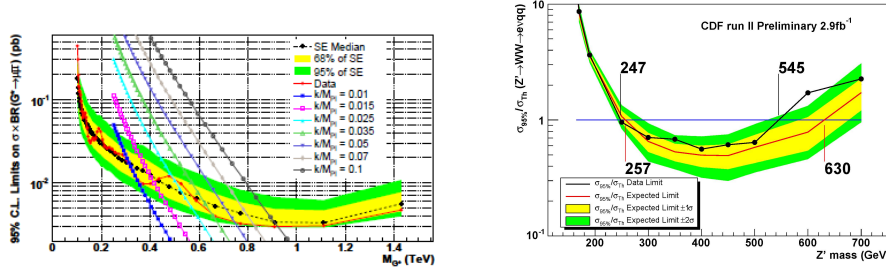 95% C.L. Limits on σ×BR(G*→μμ) (pb)
10⁻¹
10⁻²
SE Median
68% of SE
95% of SE
Data
k/M_Pl = 0.01
k/M_Pl = 0.015
k/M_Pl = 0.025
k/M_Pl = 0.035
k/M_Pl = 0.05
k/M_Pl = 0.07
k/M_Pl = 0.1
0 0.2 0.4 0.6 0.8 1 1.2 1.4
M_G* (TeV)
σ95%/σTh (Z'→WW→eνqq)
10
1
10⁻¹
CDF run II Preliminary 2.9fb⁻¹
247
545
257
630
σ95%/σTh Data Limit
σ95%/σTh Expected Limit
σ95%/σTh Expected Limit ±1σ
σ95%/σTh Expected Limit ±2σ
200 300 400 500 600 700
Z' mass (GeV)